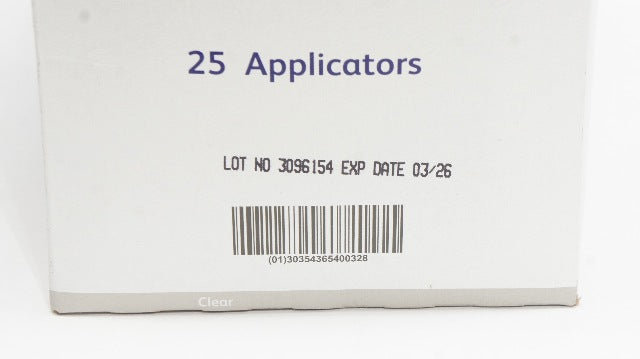 25 Applicators
LOT NO 3096154 EXP DATE 03/26
(01)30354365400328
Clear